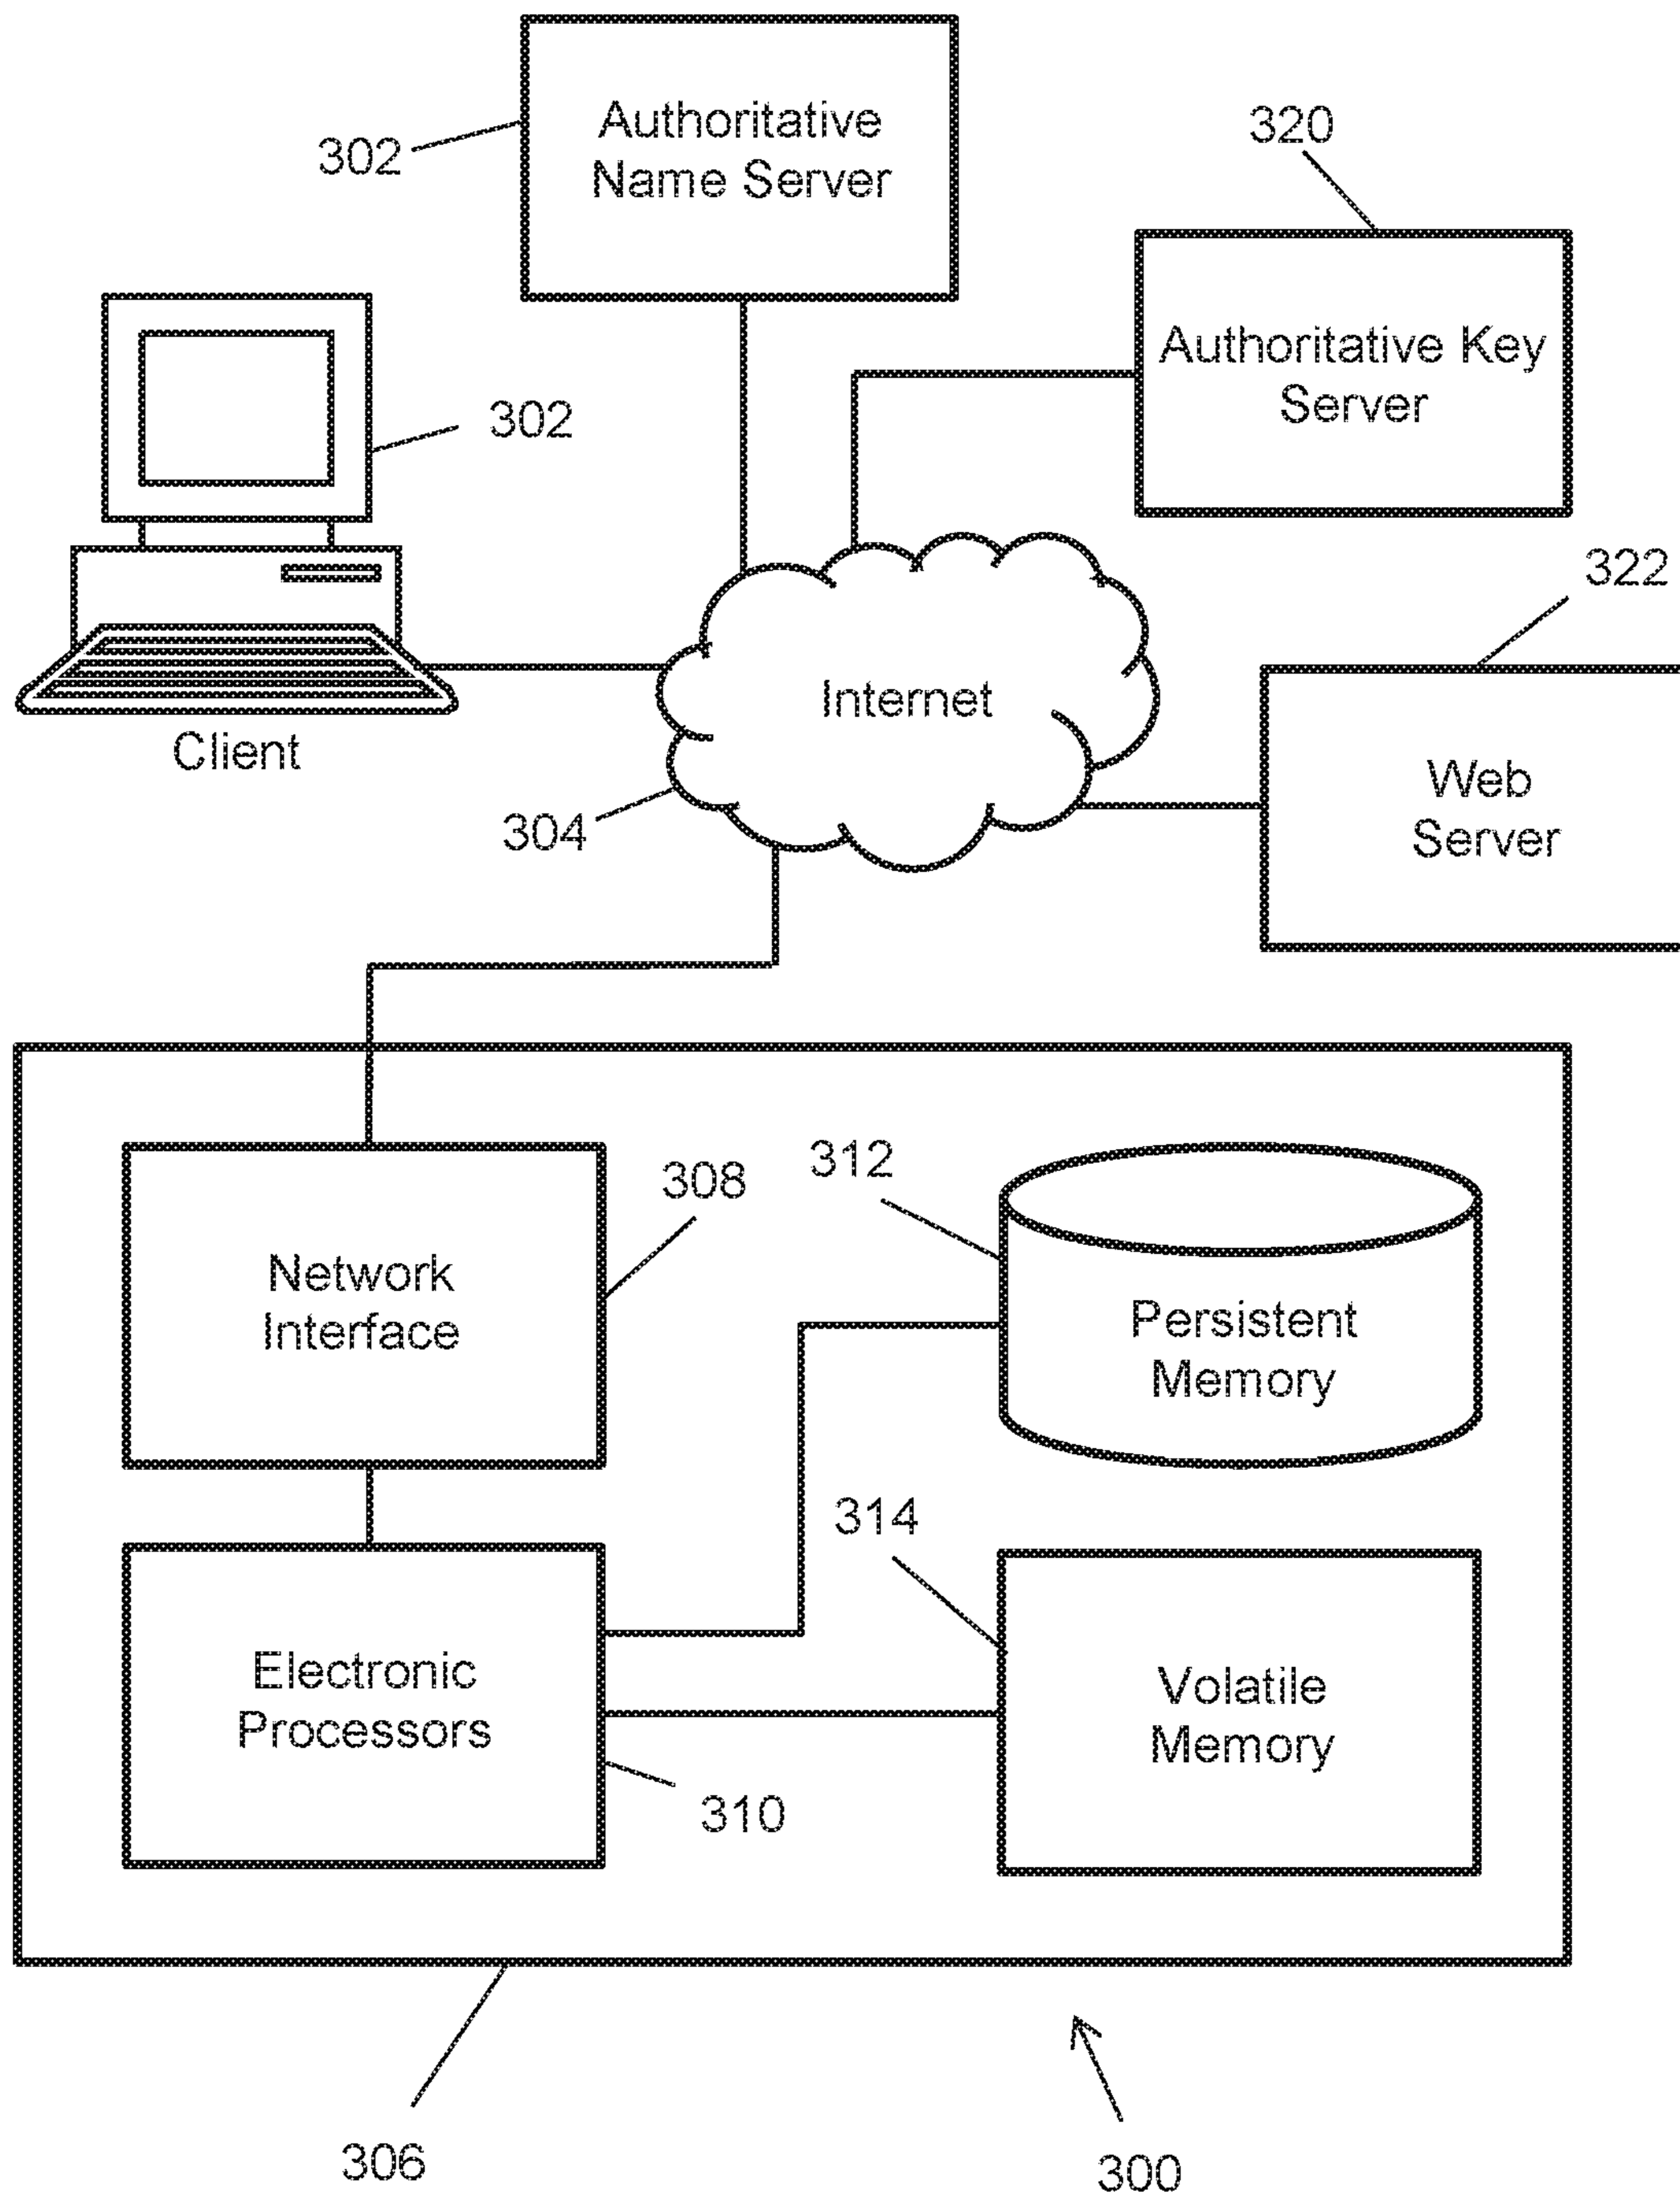 Authoritative
Name Server
302
320
Authoritative Key
Server
302
322
Internet
Client
Web
Server
304
308
312
Network
Interface
Persistent
Memory
314
Electronic
Processors
Volatile
Memory
310
306
300